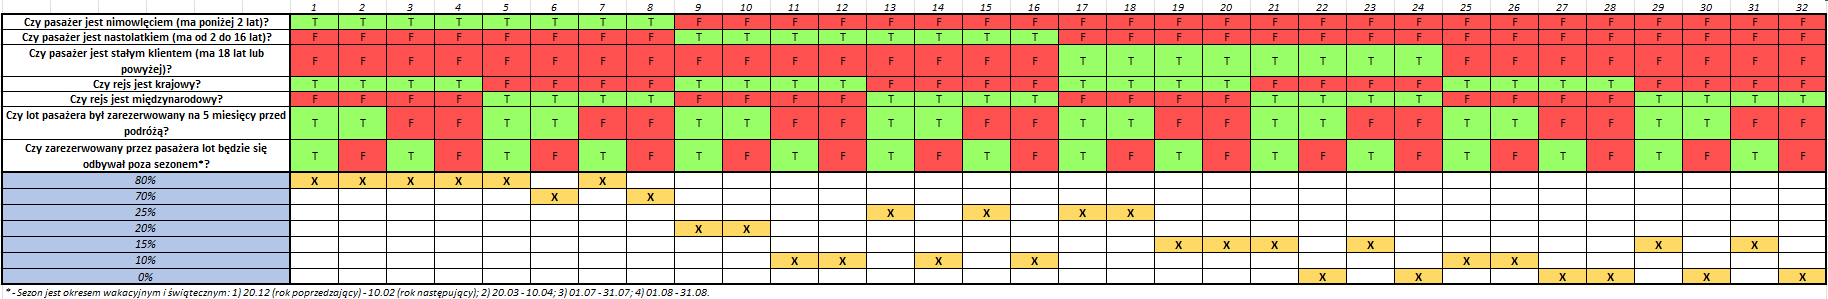 1 2 3 4 5 6 7 8 9 10 11 12 13 14 15 16 17 18 19 20 21 22 23 24 25 26 27 28 29 30 31 32
Czy pasażer jest nimowlęciem (ma poniżej 2 lat)? T T T T T T T T F F F F F F F F F F F F F F F F F F F F F F F F
Czy pasażer jest nastolatkiem (ma od 2 do 16 lat)? F F F F F F F F T T T T T T T T F F F F F F F F F F F F F F F F
Czy pasażer jest stałym klientem (ma 18 lat lub
powyżej)? F F F F F F F F F F F F F F F F T T T T T T T T F F F F F F F F
Czy rejs jest krajowy? T T T T F F F F T T T T F F F F T T T T F F F F T T T T F F F F
Czy rejs jest międzynarodowy? F F F F T T T T F F F F T T T T F F F F T T T T F F F F T T T T
Czy lot pasażera był zarezerwowany na 5 miesięcy przed
podróżą? T T F F T T F F T T F F T T F F T T F F T T F F T T F F T T F F
Czy zarezerwowany przez pasażera lot będzie się
odbywał poza sezonem*? T F T F T F T F T F T F T F T F T F T F T F T F T F T F T F T F
80% X X X X X X
70% X X
25% X X X X
20% X X
15% X X X X X X
10% X X X X X X
0% X X X X X X
* - Sezon jest okresem wakacyjnym i świątecznym: 1) 20.12 (rok poprzedzający) - 10.02 (rok następujący); 2) 20.03 - 10.04; 3) 01.07 - 31.07; 4) 01.08 - 31.08.